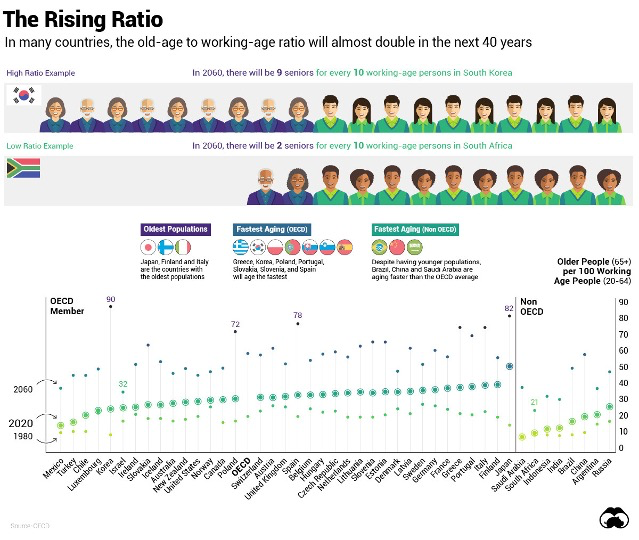 The Rising Ratio
In many countries, the old-age to working-age ratio will almost double in the next 40 years
High Ratio Example
In 2060, there will be 9 seniors for every 10 working-age persons in South Korea
Low Ratio Example
In 2060, there will be 2 seniors for every 10 working-age persons in South Africa
Oldest Populations
Japan, Finland and Italy
are the countries with
the oldest populations
Fastest Aging (OECD)
Greece, Korea, Poland, Portugal,
Slovakia, Slovenia, and Spain
will age the fastest
Fastest Aging (Non OECD)
Despite having younger populations,
Brazil, China and Saudi Arabia are
aging faster than the OECD average
Older People (65+)
per 100 Working
Age People (20-64)
OECD
Member
Non
OECD
90
32
72
78
82
21
2060
2020
1980
90
80
70
60
50
40
30
20
10
0
Mexico
Turkey
Chile
Luxembourg
Korea
Israel
Ireland
Slovakia
Iceland
Australia
New Zealand
United States
Norway
Canada
Poland
OECD
Switzerland
Austria
United Kingdom
Spain
Belgium
Hungary
Czech Republic
Netherlands
Lithuania
Slovenia
Estonia
Denmark
Latvia
Sweden
Germany
France
Greece
Portugal
Italy
Finland
Japan
Saudi Arabia
South Africa
Indonesia
India
Brazil
China
Argentina
Russia
Source-OECD